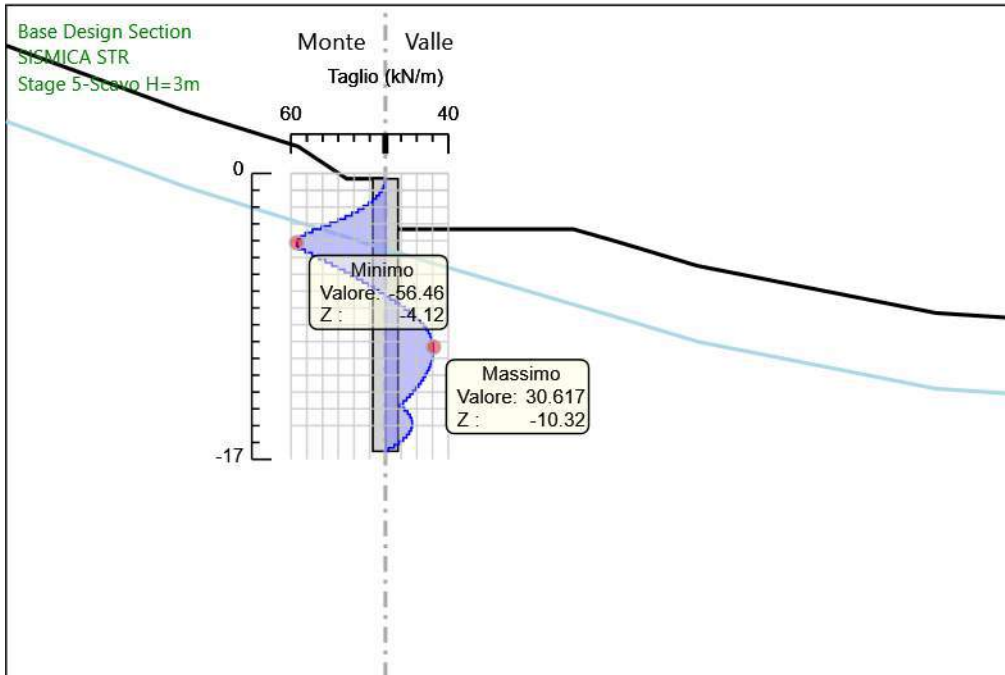 Base Design Section
SISMICA STR
Stage 5-Scavo H=3m
Monte
Valle
Taglio (kN/m)
60
40
0
Minimo
Valore: -56.46
Z : -4.12
Massimo
Valore: 30.617
Z : -10.32
-17